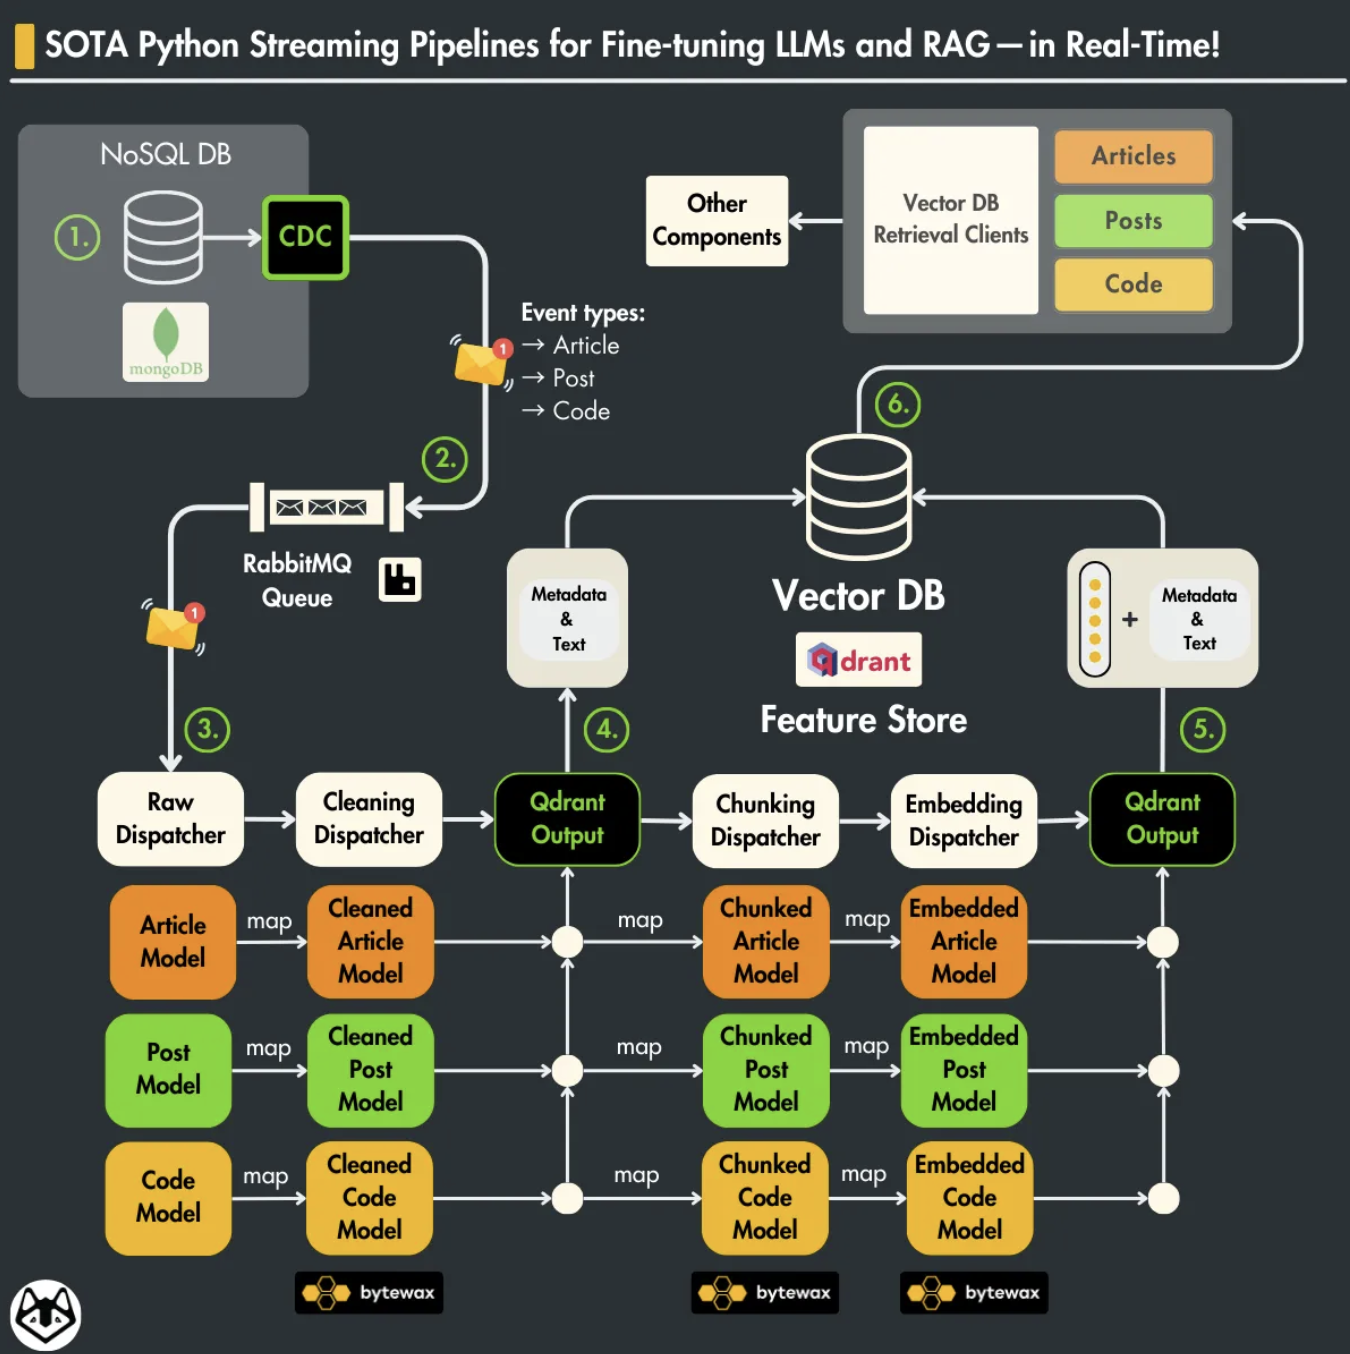 SOTA Python Streaming Pipelines for Fine-tuning LLMs and RAG — in Real-Time!
NoSQL DB
1.
CDC
mongoDB
Event types:
→ Article
→ Post
→ Code
1
2.
RabbitMQ
Queue
1
3.
Other
Components
Vector DB
Retrieval Clients
Articles
Posts
Code
6.
Metadata
&
Text
4.
Vector DB
qdrant
Feature Store
+
Metadata
&
Text
5.
Raw
Dispatcher
Cleaning
Dispatcher
Qdrant
Output
Chunking
Dispatcher
Embedding
Dispatcher
Qdrant
Output
Article
Model
map
Cleaned
Article
Model
map
Chunked
Article
Model
map
Embedded
Article
Model
Post
Model
map
Cleaned
Post
Model
map
Chunked
Post
Model
map
Embedded
Post
Model
Code
Model
map
Cleaned
Code
Model
map
Chunked
Code
Model
map
Embedded
Code
Model
bytewax
bytewax
bytewax